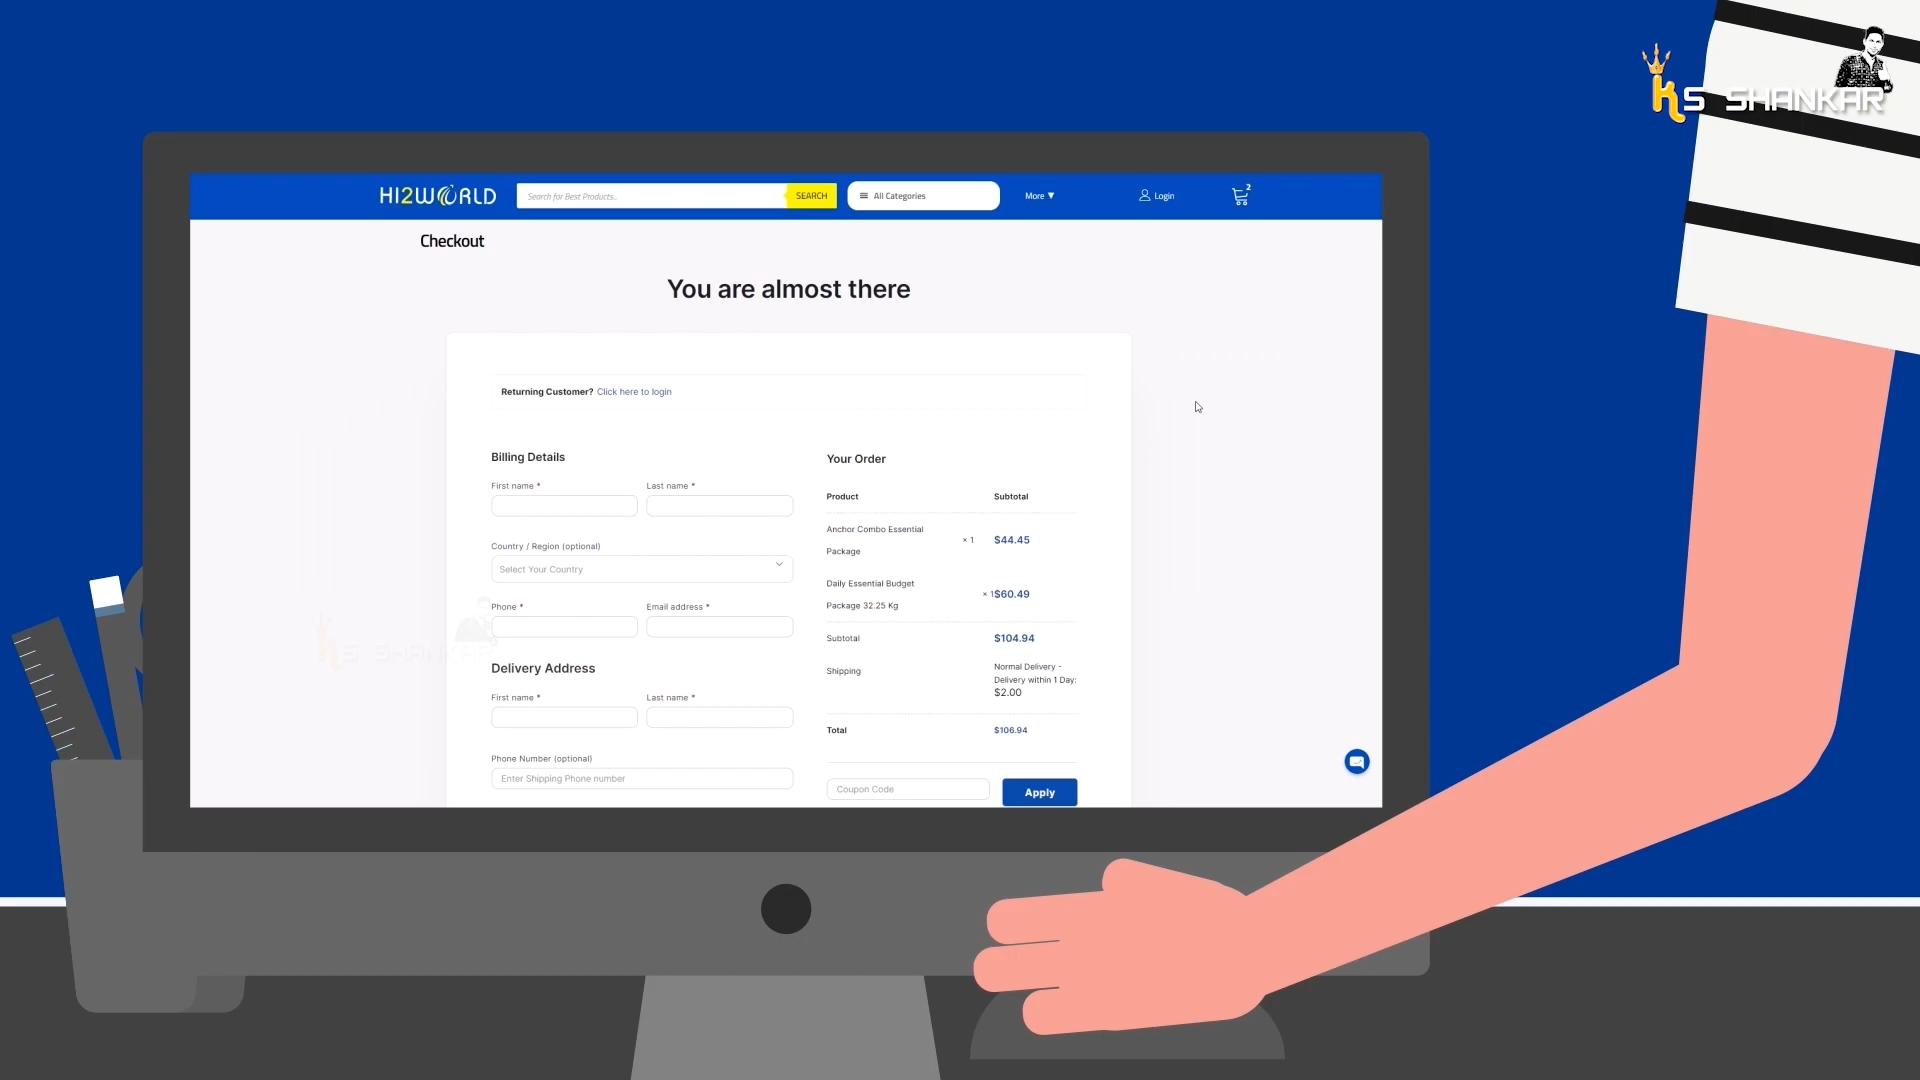 KS SHANKAR
HI2WORLD
Search for Best Products..
SEARCH
All Categories
More ▼
Login
2
Checkout
You are almost there
Returning Customer? Click here to login
Billing Details
First name *
Last name *
Country / Region (optional)
Select Your Country
Phone *
Email address *
KS SHANKAR
Delivery Address
First name *
Last name *
Phone Number (optional)
Enter Shipping Phone number
Your Order
Product Subtotal
Anchor Combo Essential
Package
× 1 $44.45
Daily Essential Budget
Package 32.25 Kg
× 1 $60.49
Subtotal $104.94
Shipping
Normal Delivery -
Delivery within 1 Day:
$2.00
Total $106.94
Coupon Code
Apply